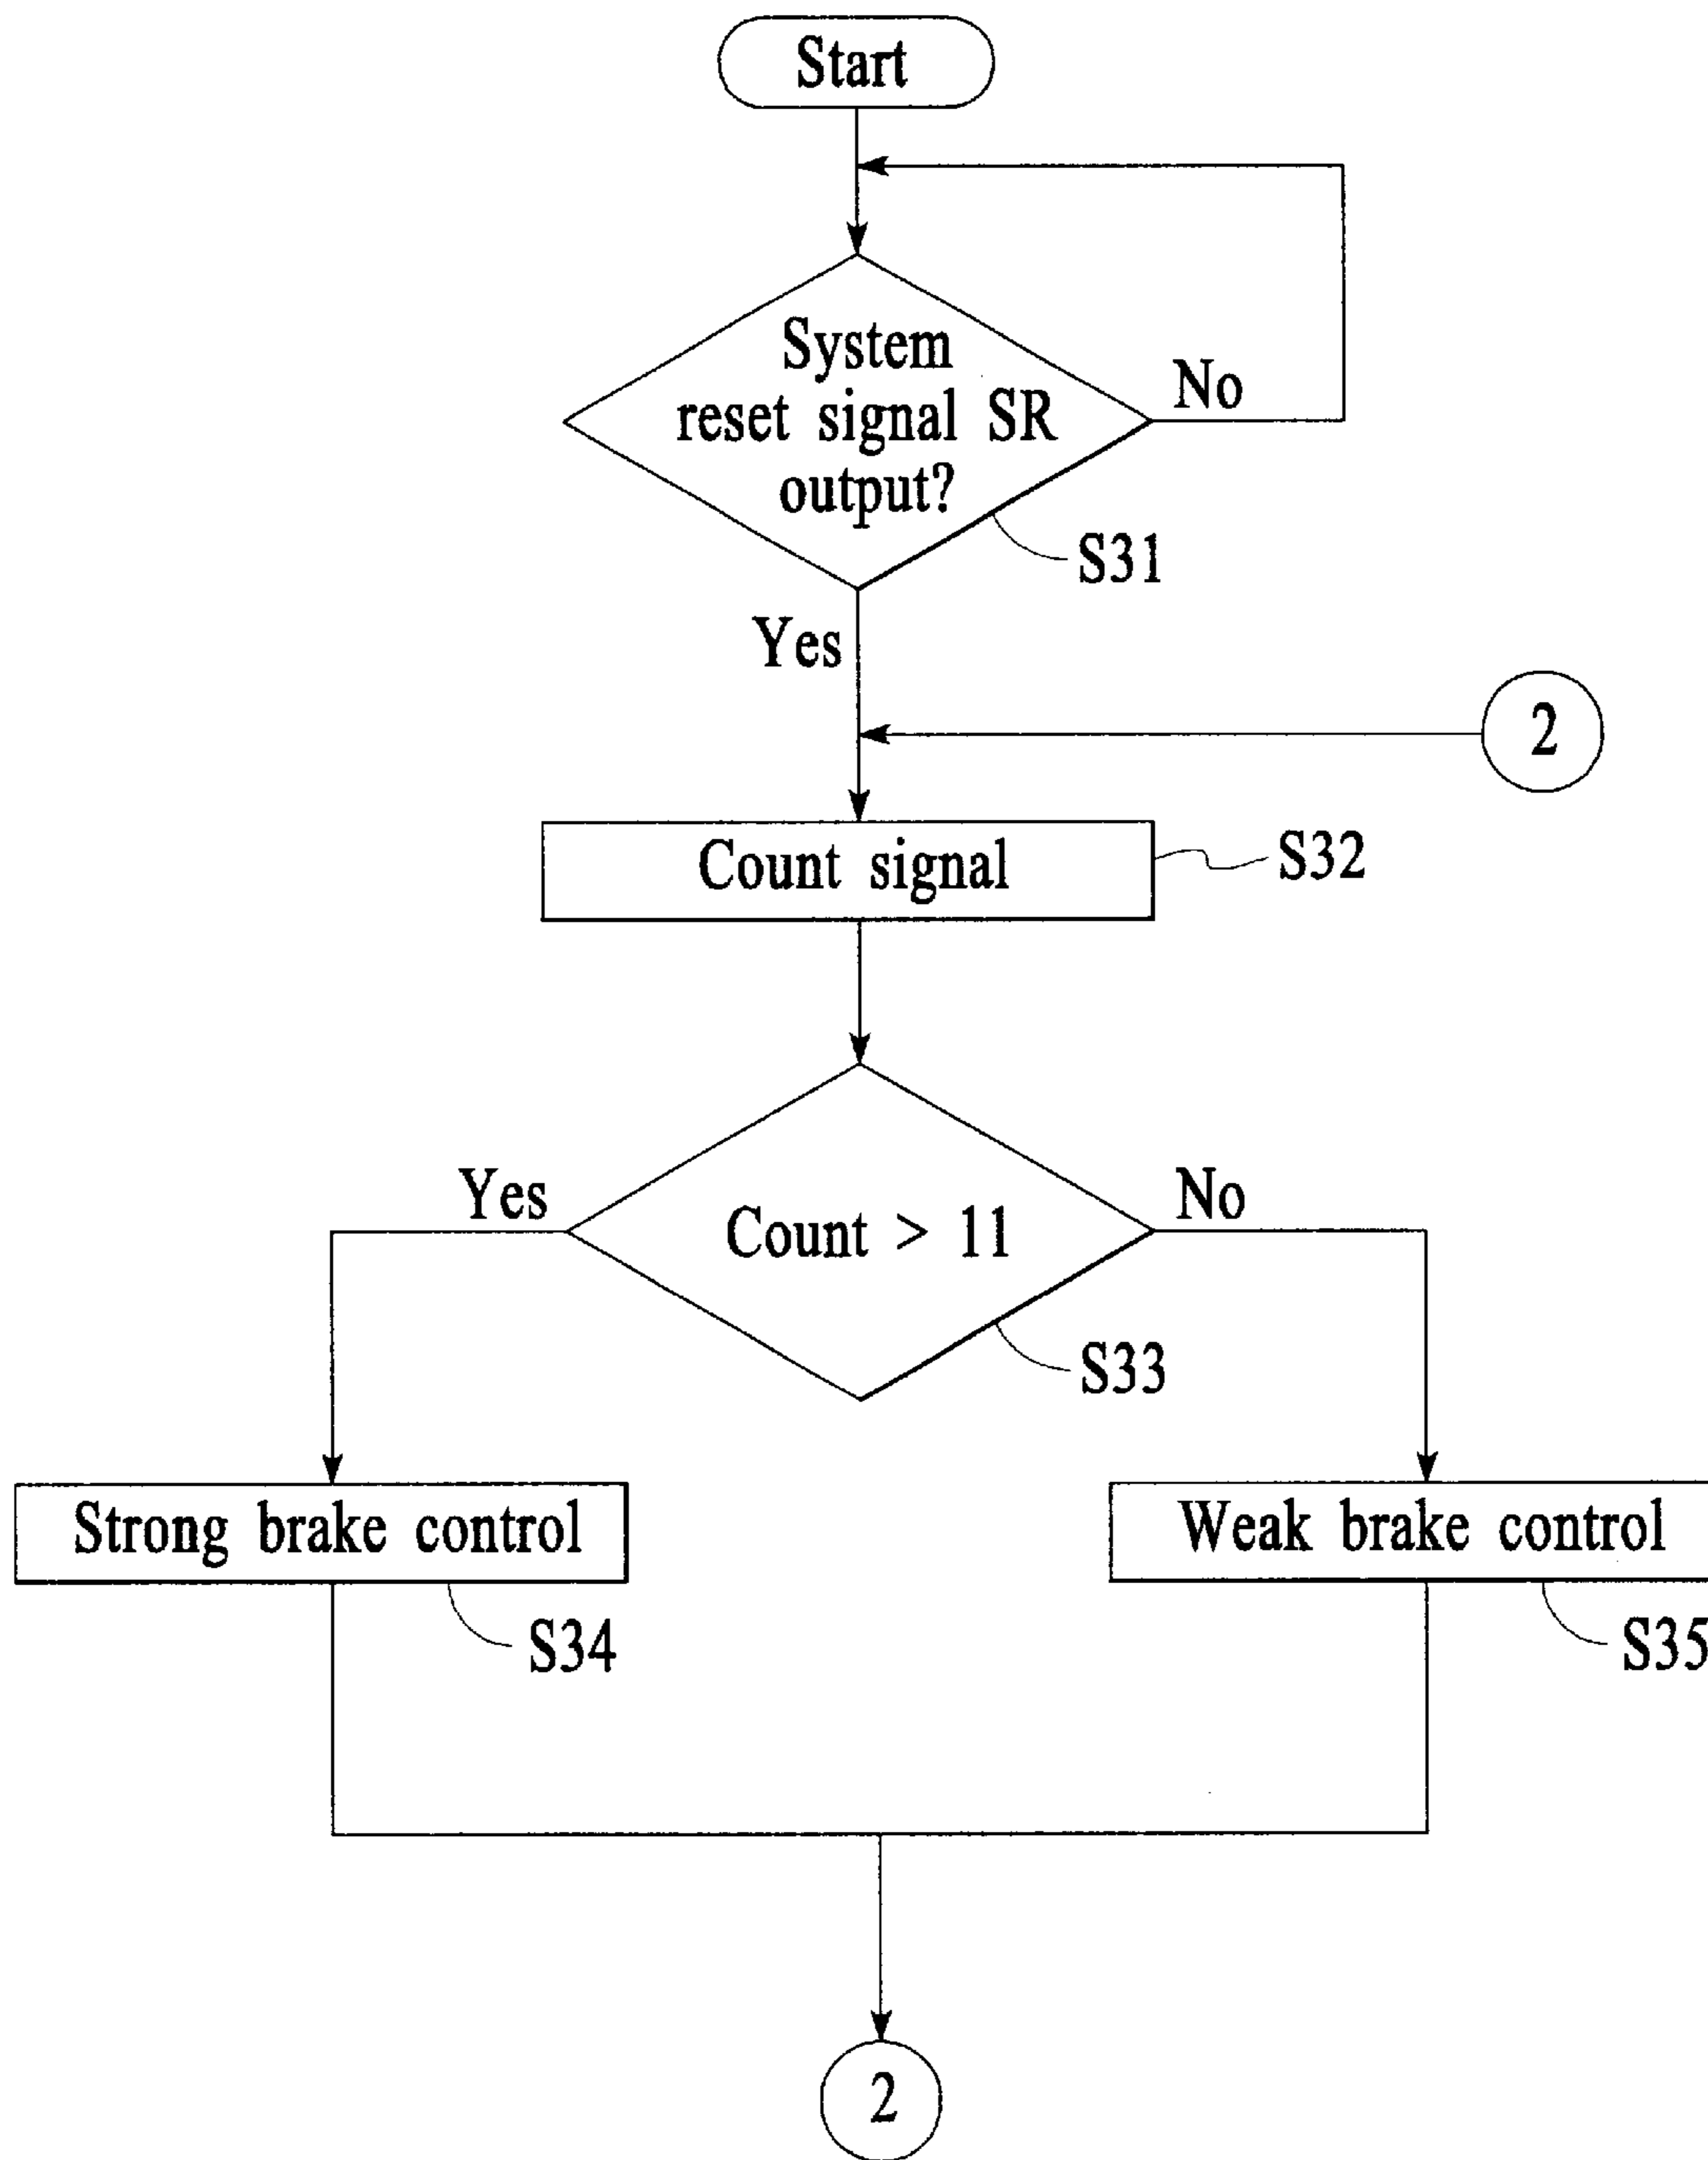 Start
System
reset signal SR
output?
No
S31
Yes
2
Count signal
S32
Yes
No
Count > 11
S33
Strong brake control
Weak brake control
S34
S35
2